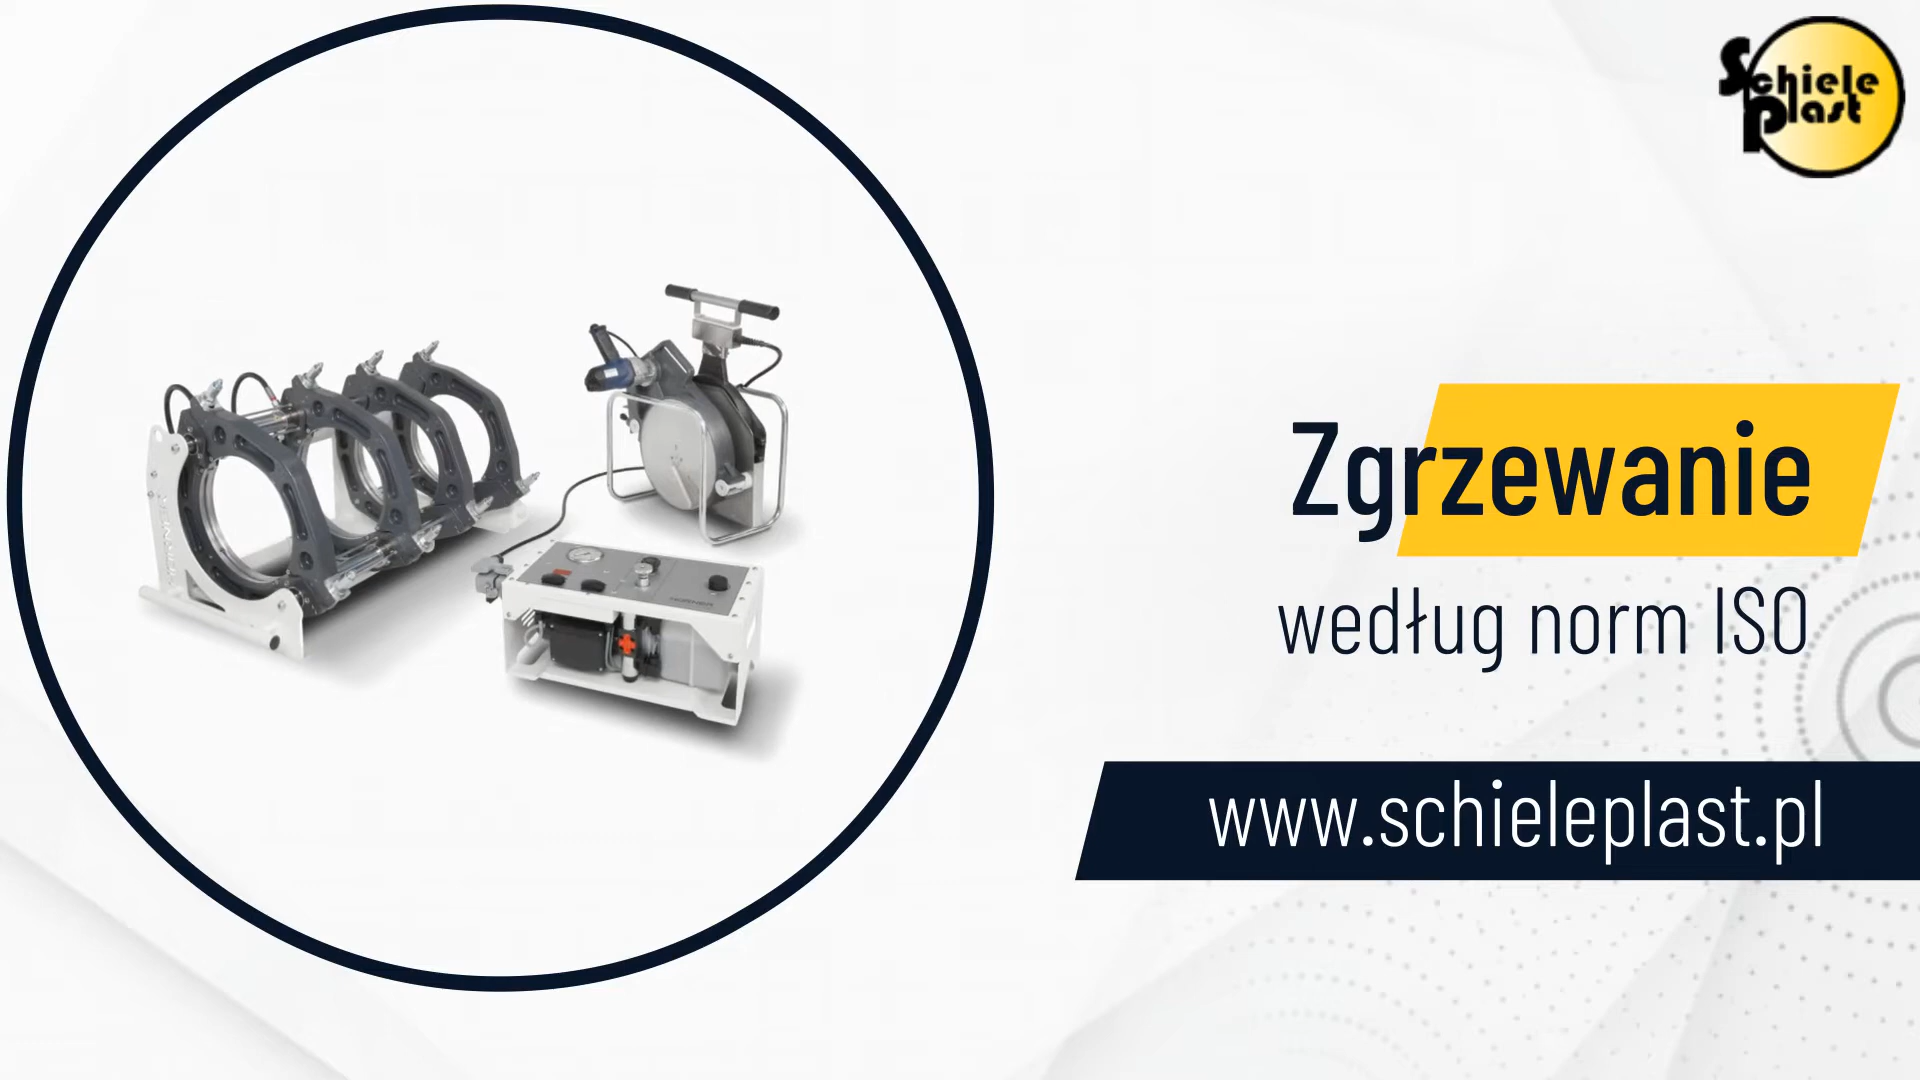 Schiele
Plast
Zgrzewanie
według norm ISO
www.schieleplast.pl